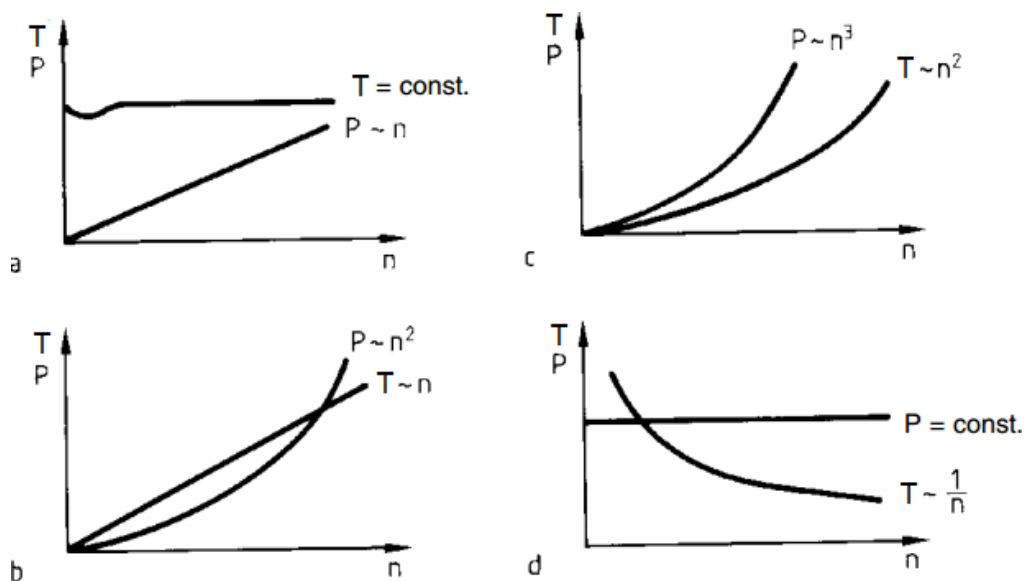 T
P
T = const.
P ~ n
n
a
T
P
P ~ n³
T ~ n²
n
c
T
P
P ~ n²
T ~ n
n
b
T
P
P = const.
T ~ 1/n
n
d